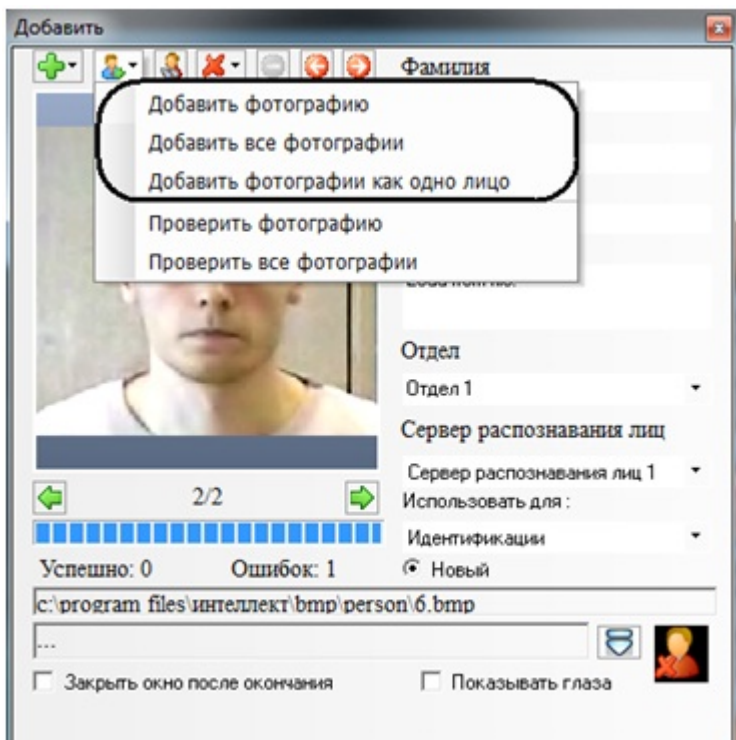 Добавить
Фамилия
Добавить фотографию
Добавить все фотографии
Добавить фотографии как одно лицо
Проверить фотографию
Проверить все фотографии
Отдел
Отдел 1
Сервер распознавания лиц
Сервер распознавания лиц 1
2/2
Использовать для :
Идентификации
Успешно: 0 Ошибок: 1
Новый
c:\program files\интеллект\bmp\person\6.bmp
...
Закрыть окно после окончания
Показывать глаза